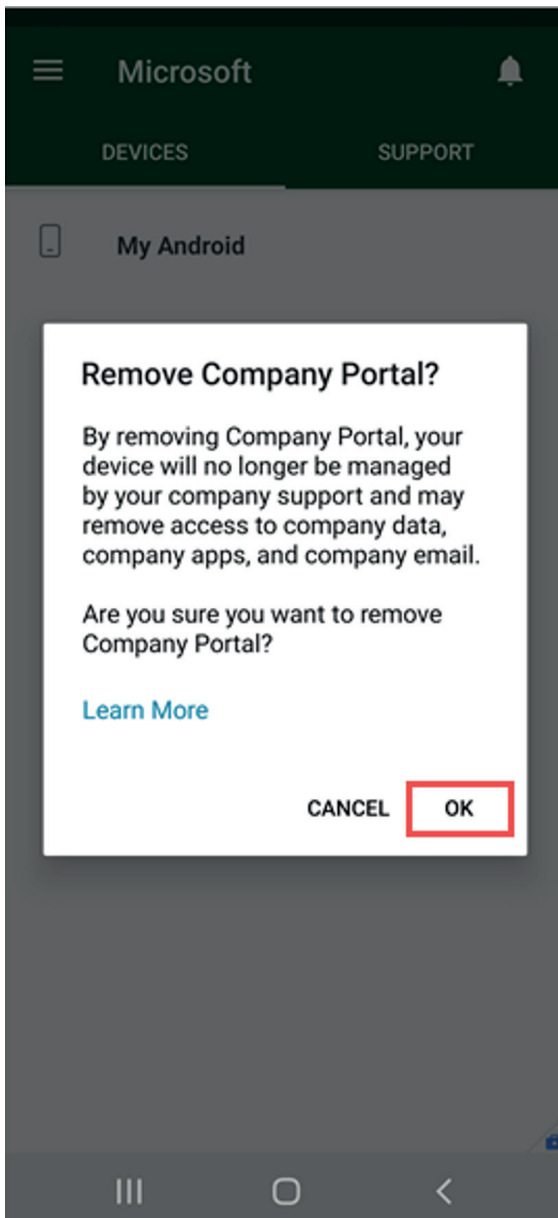 Microsoft
DEVICES
SUPPORT
My Android
Remove Company Portal?
By removing Company Portal, your
device will no longer be managed
by your company support and may
remove access to company data,
company apps, and company email.
Are you sure you want to remove
Company Portal?
Learn More
CANCEL
OK